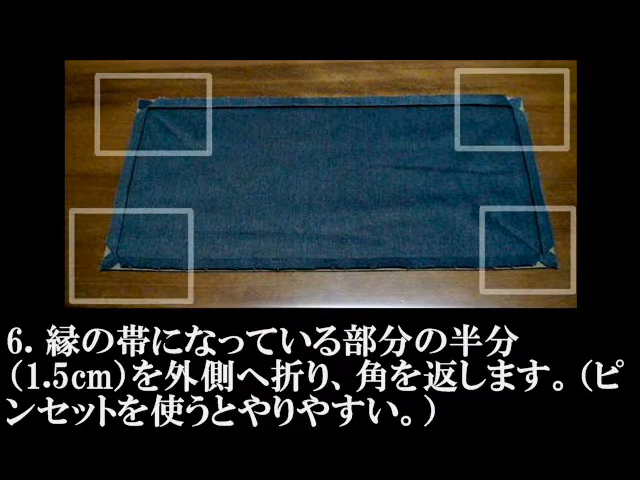 6. 縁の帯になっている部分の半分
(1.5cm)を外側へ折り、角を返します。(ピ
ンセットを使うとやりやすい。)